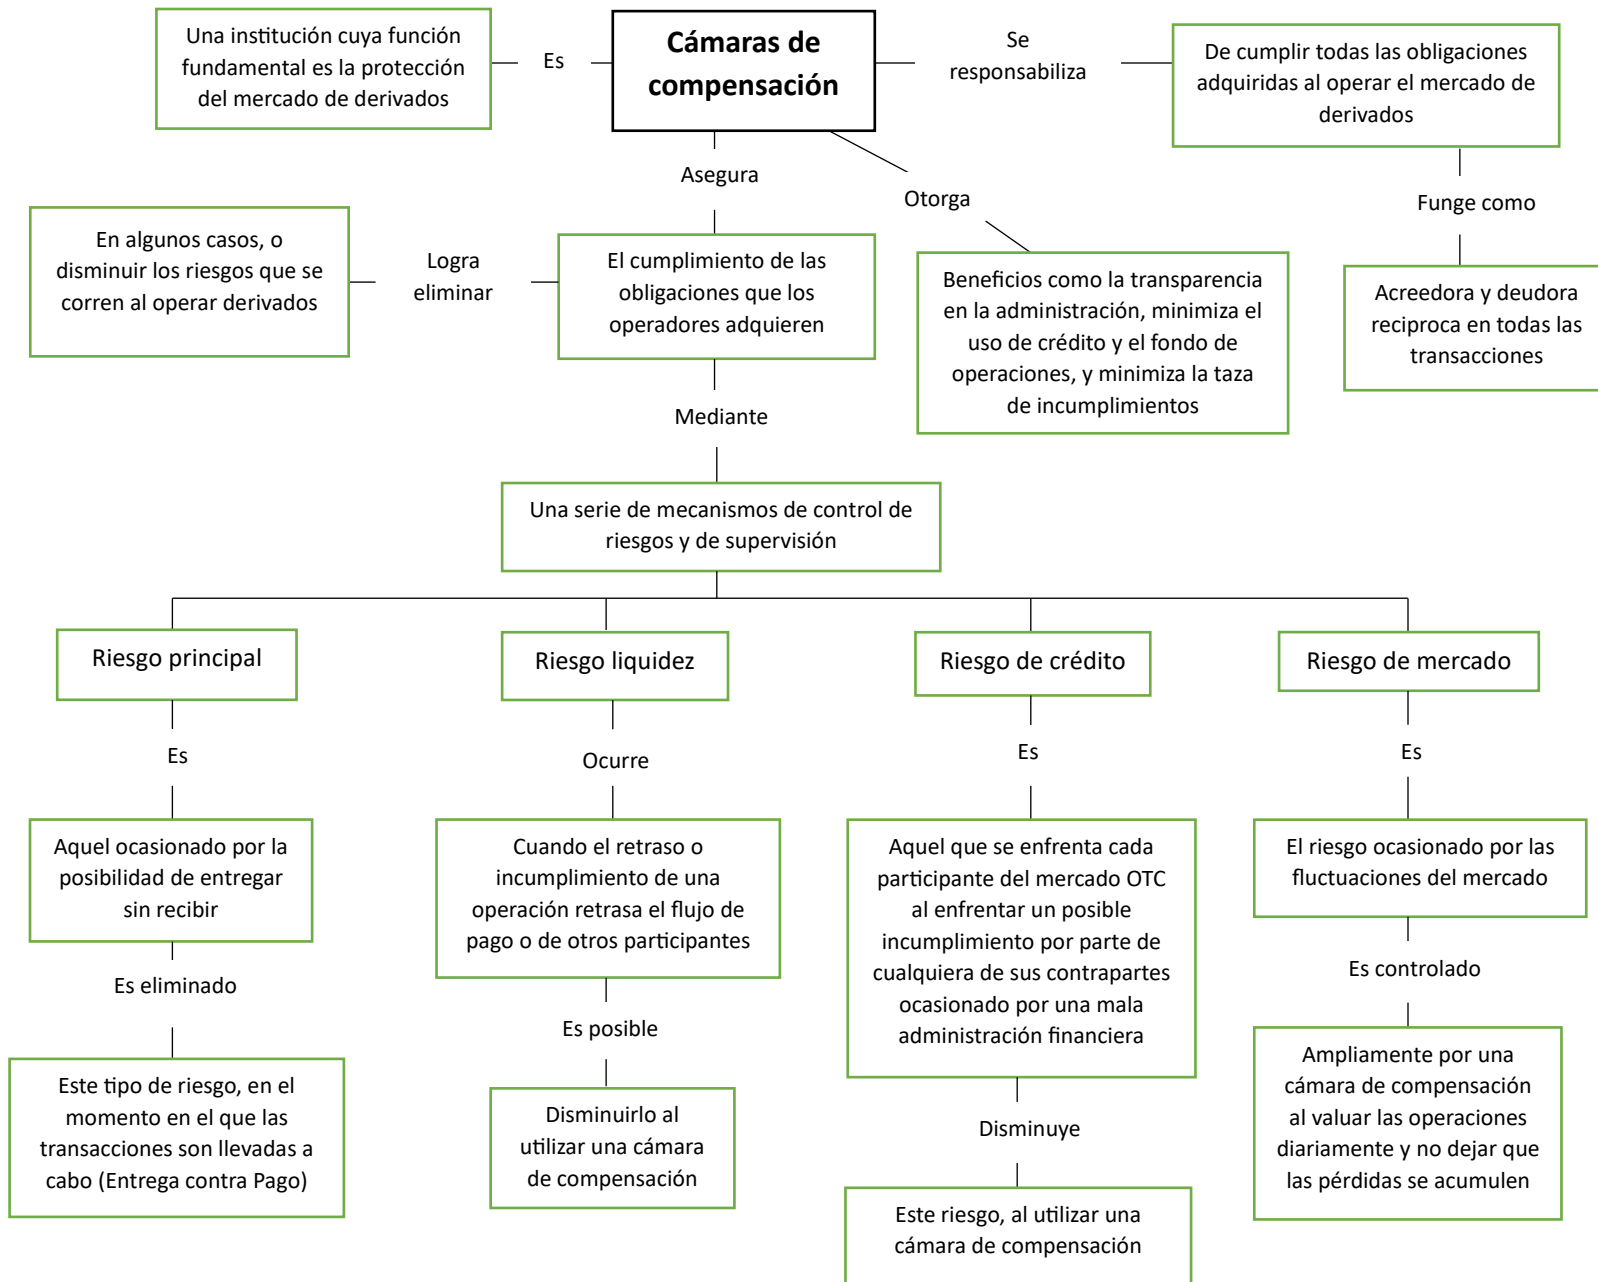 Una institución cuya función
fundamental es la protección
del mercado de derivados
Es
Cámaras de
compensación
Se
responsabiliza
De cumplir todas las obligaciones
adquiridas al operar el mercado de
derivados
Asegura
Otorga
Funge como
En algunos casos, o
disminuir los riesgos que se
corren al operar derivados
Logra
eliminar
El cumplimiento de las
obligaciones que los
operadores adquieren
Beneficios como la transparencia
en la administración, minimiza el
uso de crédito y el fondo de
operaciones, y minimiza la taza
de incumplimientos
Acreedora y deudora
reciproca en todas las
transacciones
Mediante
Una serie de mecanismos de control de
riesgos y de supervisión
Riesgo principal
Riesgo liquidez
Riesgo de crédito
Riesgo de mercado
Es
Ocurre
Es
Es
Aquel ocasionado por la
posibilidad de entregar
sin recibir
Cuando el retraso o
incumplimiento de una
operación retrasa el flujo de
pago o de otros participantes
Aquel que se enfrenta cada
participante del mercado OTC
al enfrentar un posible
incumplimiento por parte de
cualquiera de sus contrapartes
ocasionado por una mala
administración financiera
El riesgo ocasionado por las
fluctuaciones del mercado
Es eliminado
Es posible
Disminuye
Es controlado
Este tipo de riesgo, en el
momento en el que las
transacciones son llevadas a
cabo (Entrega contra Pago)
Disminuirlo al
utilizar una cámara
de compensación
Este riesgo, al utilizar una
cámara de compensación
Ampliamente por una
cámara de compensación
al valuar las operaciones
diariamente y no dejar que
las pérdidas se acumulen